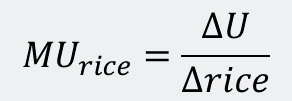 MU_rice = ΔU / Δrice